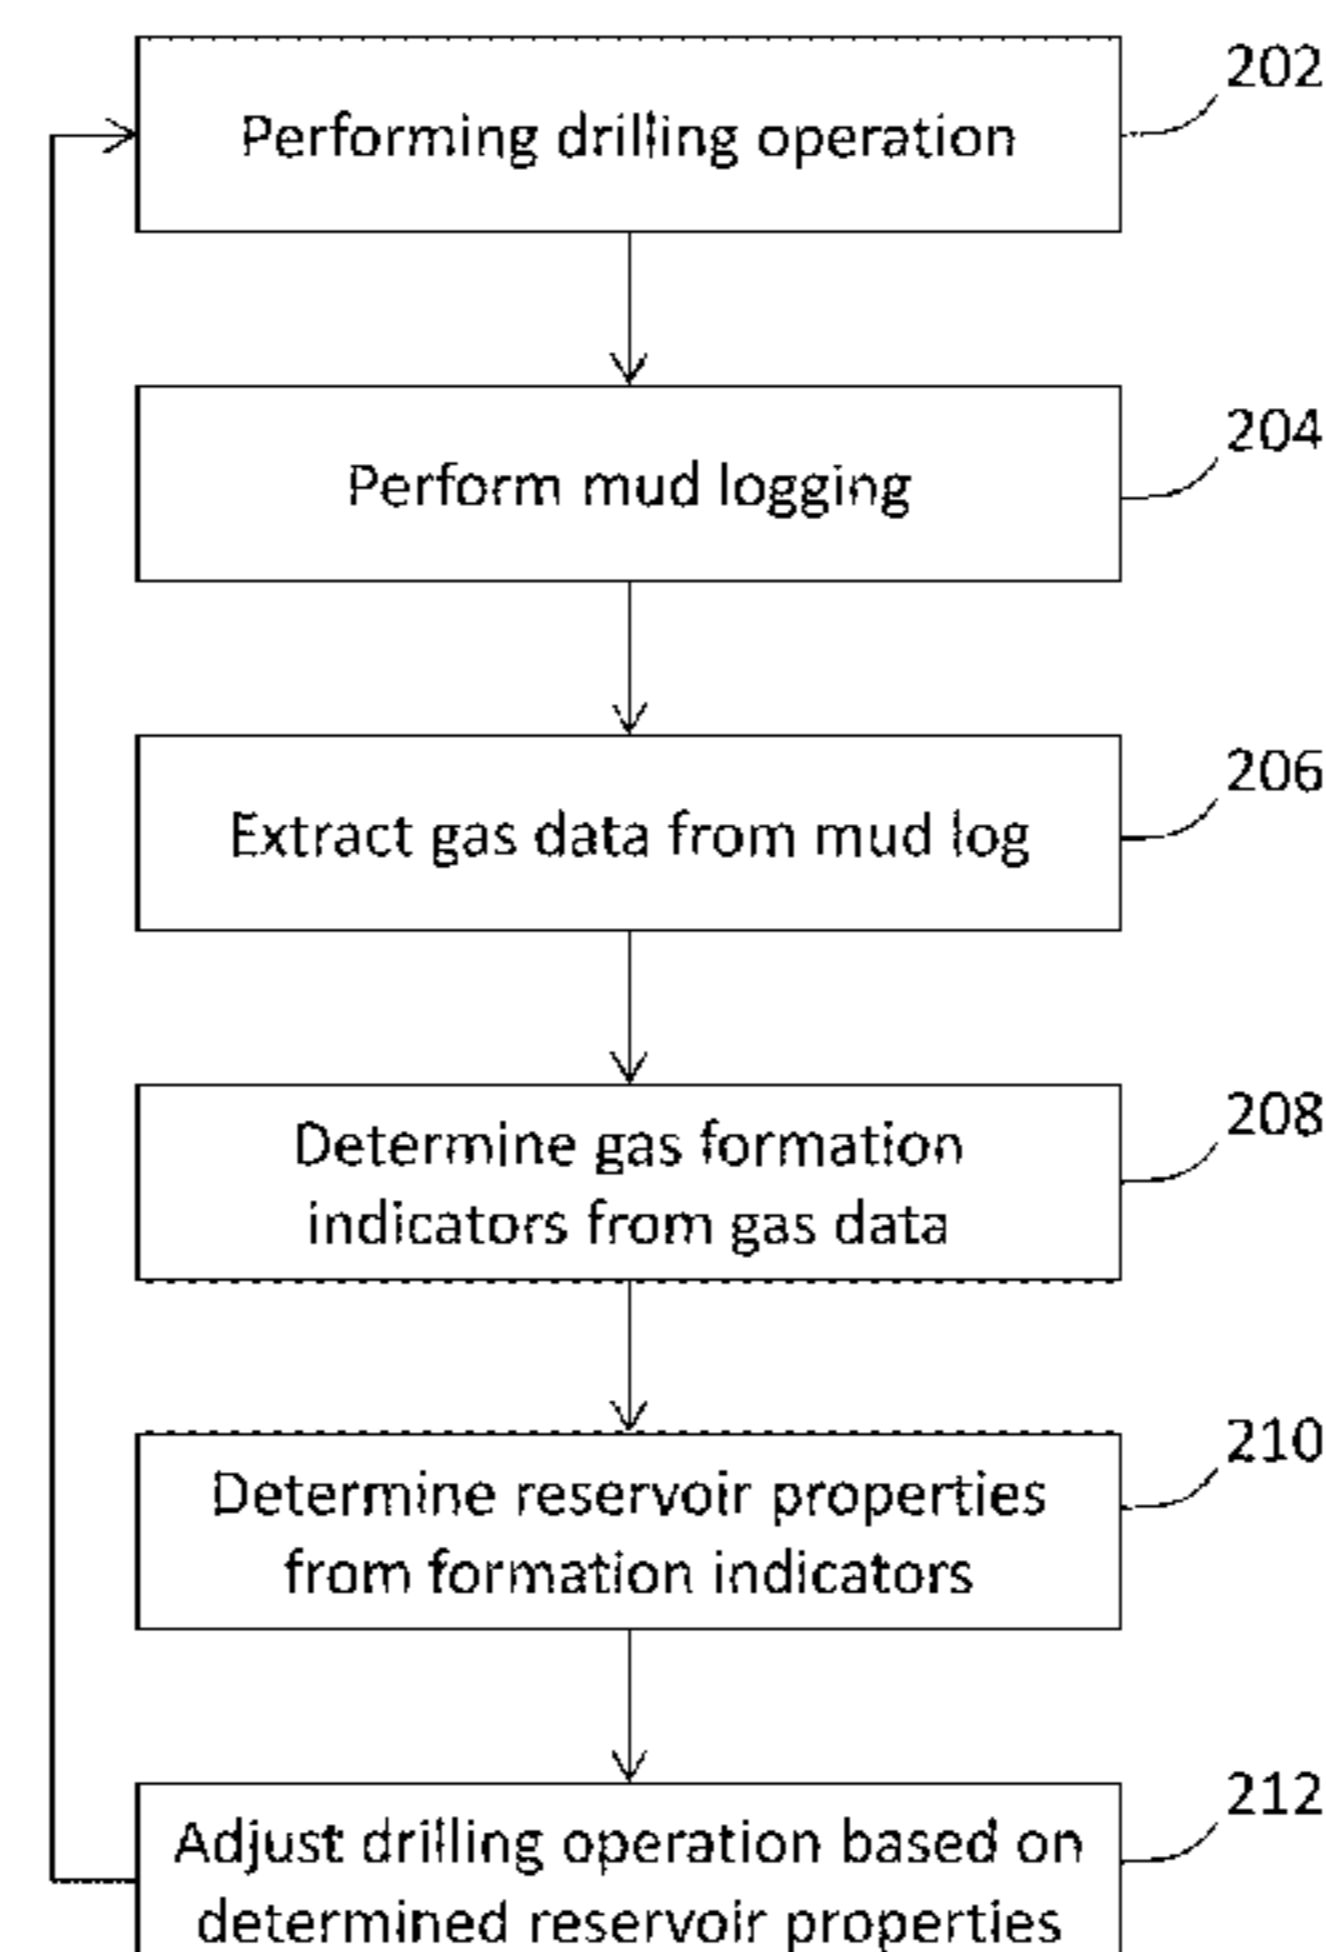 202
Performing drilling operation
204
Perform mud logging
206
Extract gas data from mud log
208
Determine gas formation
indicators from gas data
210
Determine reservoir properties
from formation indicators
212
Adjust drilling operation based on
determined reservoir properties